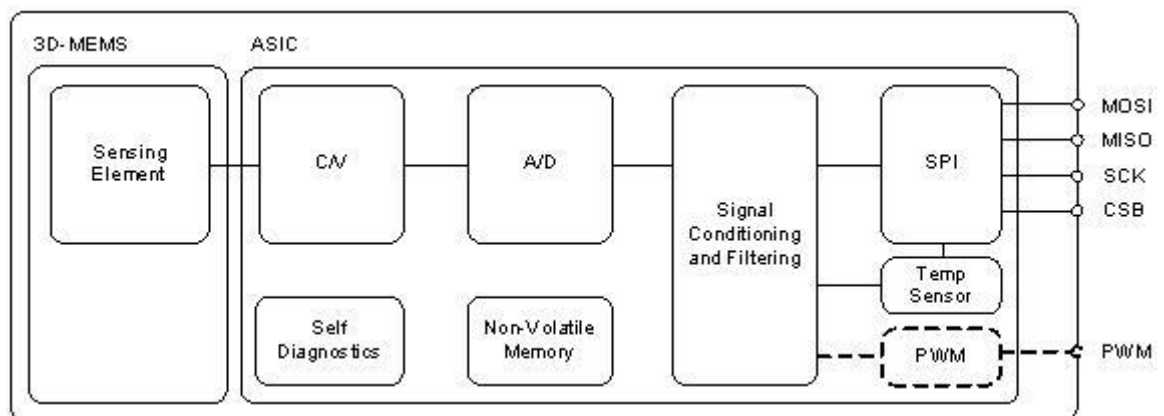 3D-MEMS
ASIC
Sensing
Element
C/V
A/D
Signal
Conditioning
and Filtering
SPI
MOSI
MISO
SCK
CSB
Temp
Sensor
Self
Diagnostics
Non-Volatile
Memory
PWM
PWM